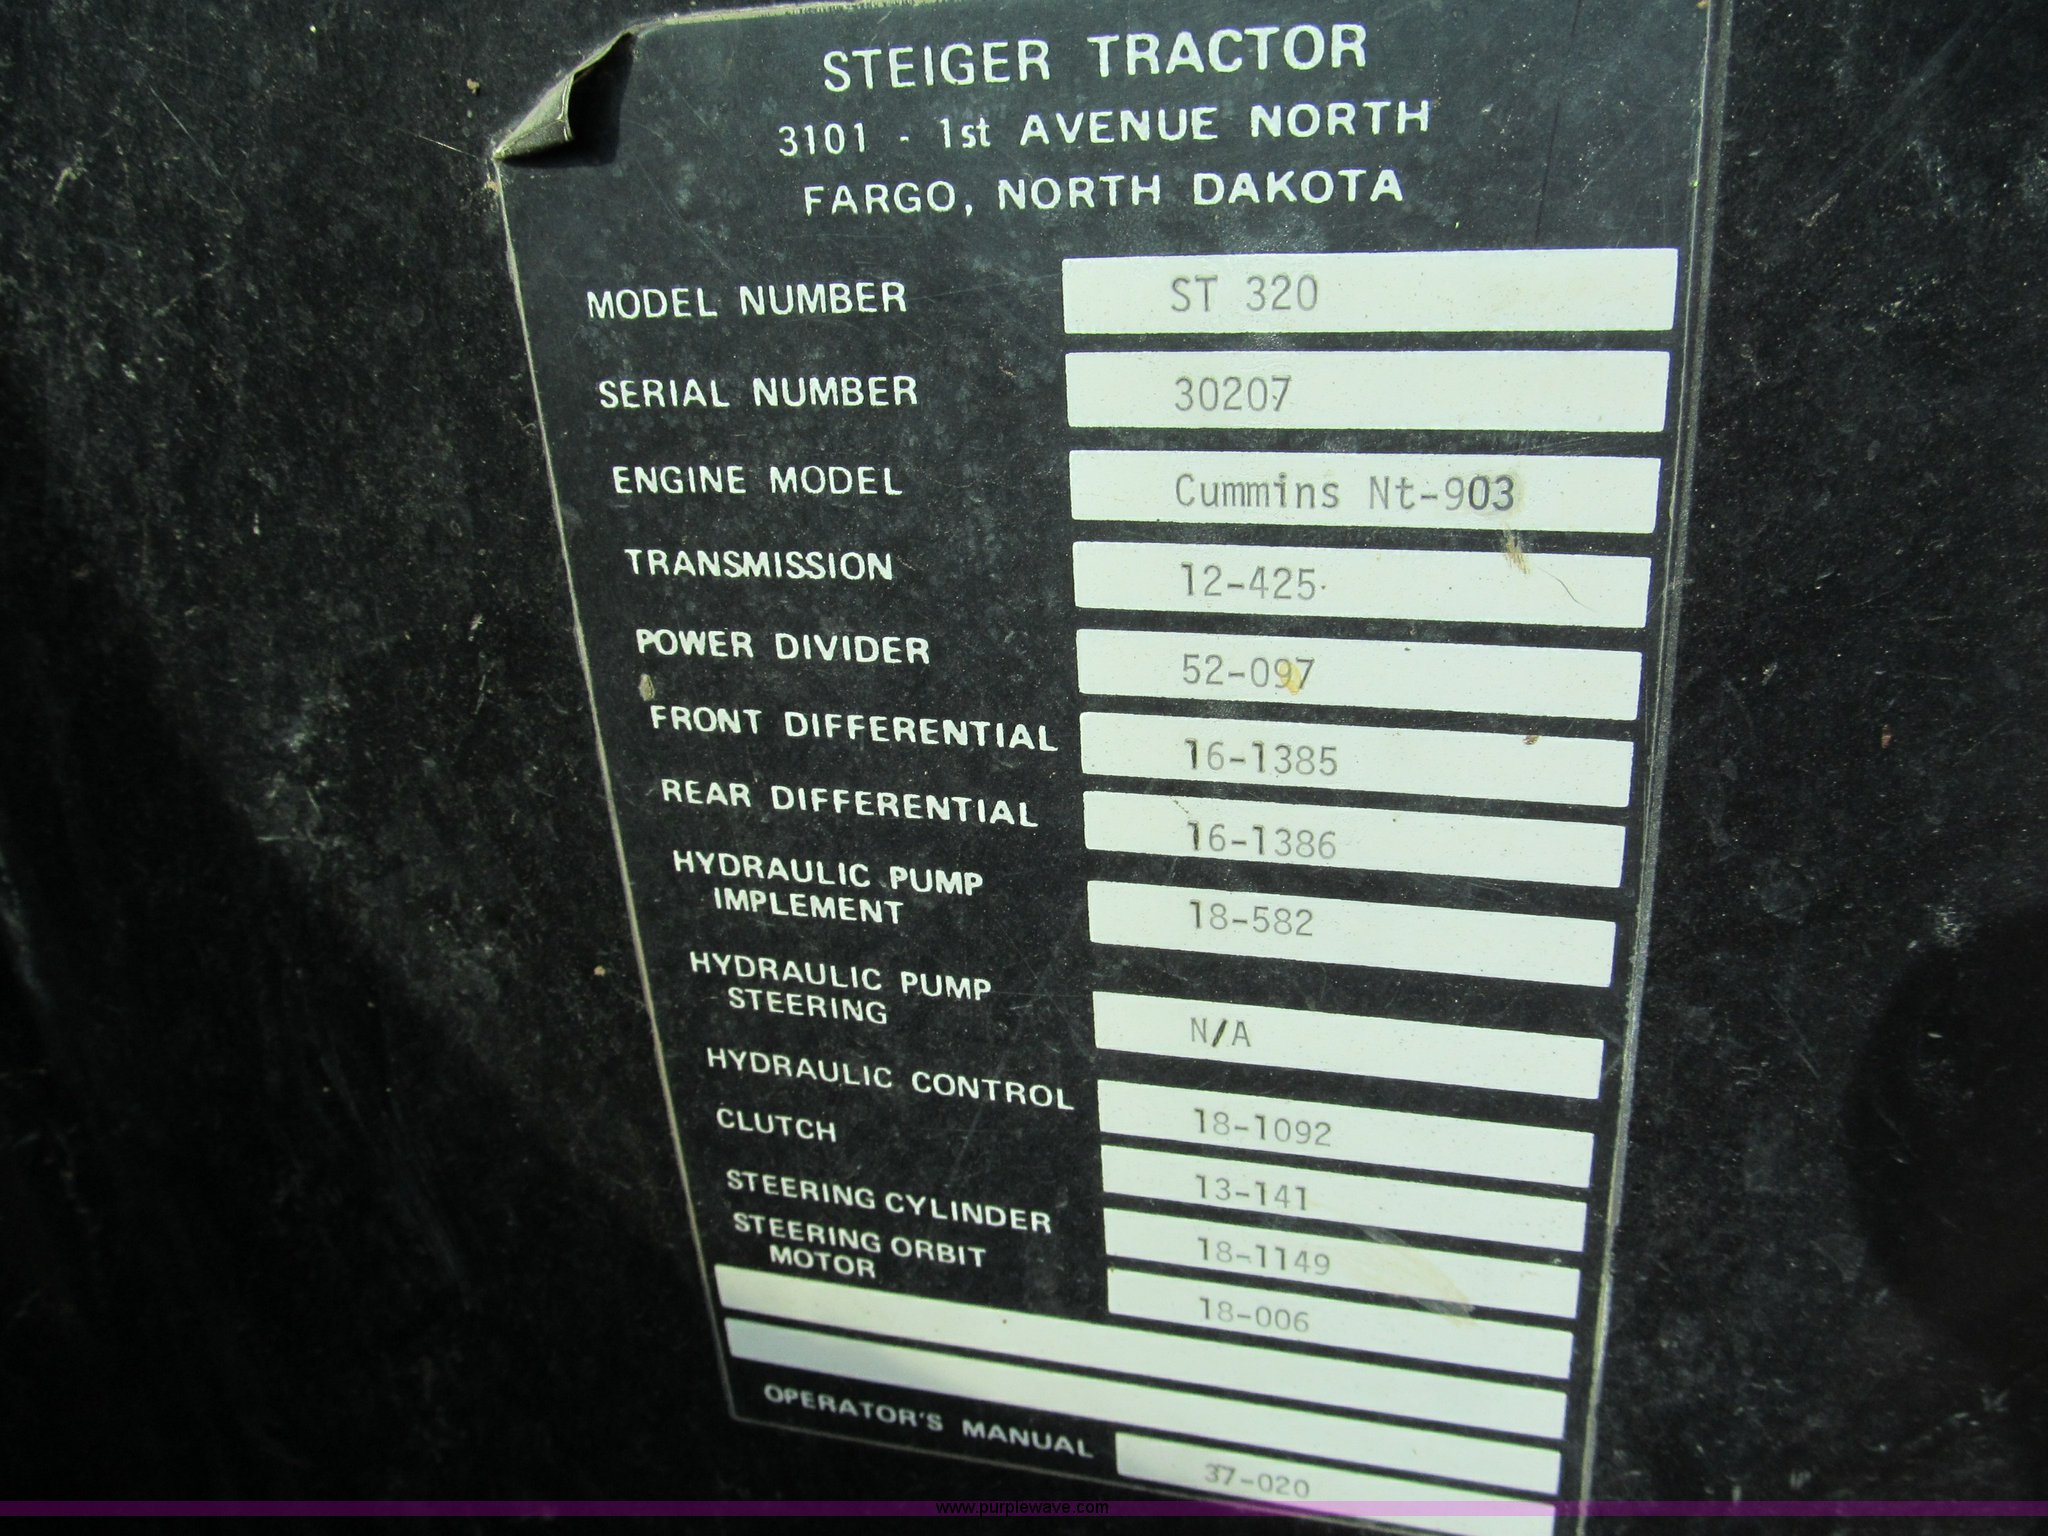 STEIGER TRACTOR
3101 - 1st AVENUE NORTH
FARGO, NORTH DAKOTA
MODEL NUMBER ST 320
SERIAL NUMBER 30207
ENGINE MODEL Cummins Nt-903
TRANSMISSION 12-425
POWER DIVIDER 52-097
FRONT DIFFERENTIAL 16-1385
REAR DIFFERENTIAL 16-1386
HYDRAULIC PUMP
IMPLEMENT 18-582
HYDRAULIC PUMP
STEERING N/A
HYDRAULIC CONTROL 18-1092
CLUTCH 13-141
STEERING CYLINDER 18-1149
STEERING ORBIT
MOTOR 18-006
OPERATOR'S MANUAL 37-020
www.purplewave.com